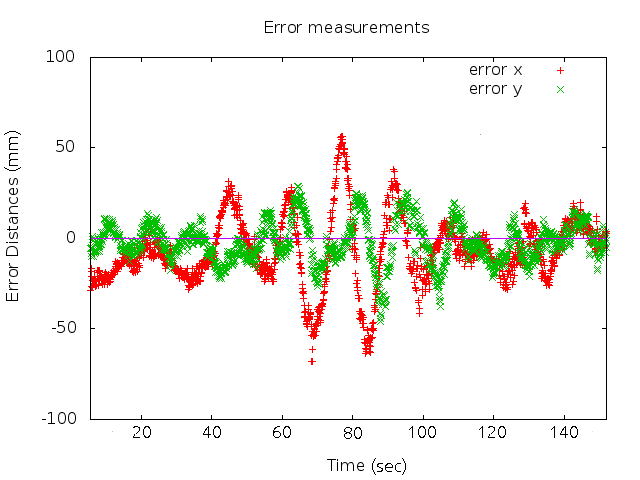 Error measurements
error x
error y
100
50
0
-50
-100
Error Distances (mm)
20 40 60 80 100 120 140
Time (sec)